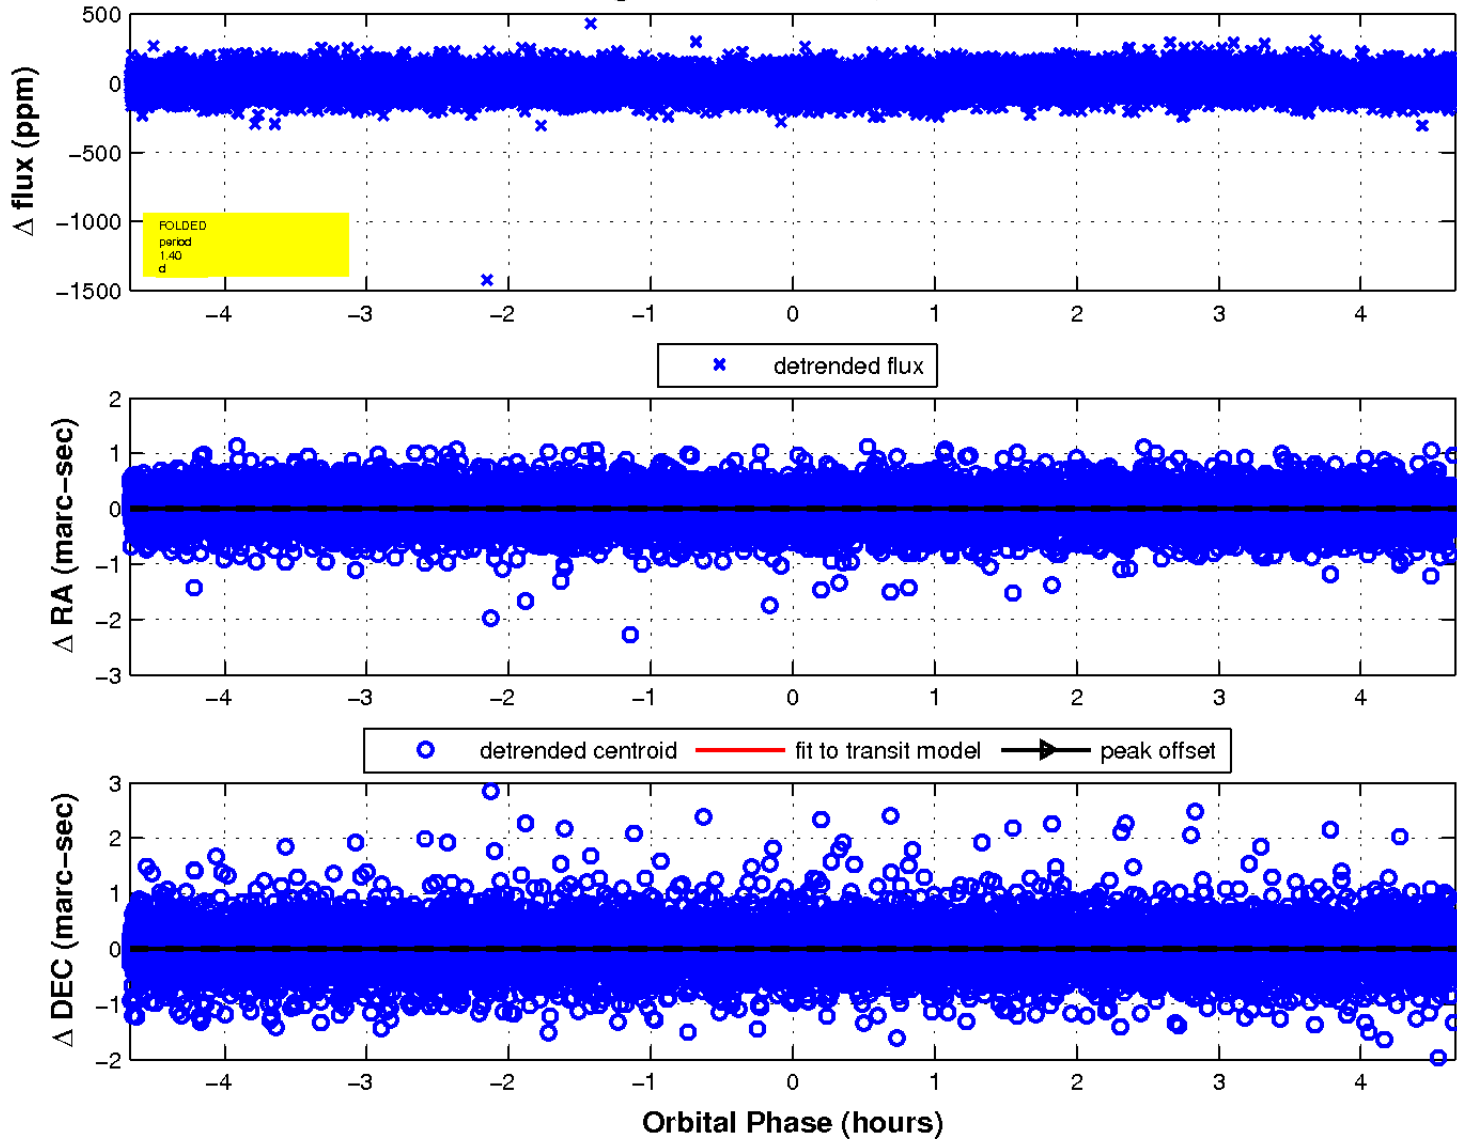 500
0
−500
−1000
−1500
Δ flux (ppm)
FOLDED
period
1.40
d
−4 −3 −2 −1 0 1 2 3 4
detrended flux
2
1
0
−1
−2
−3
Δ RA (marc−sec)
−4 −3 −2 −1 0 1 2 3 4
detrended centroid fit to transit model peak offset
3
2
1
0
−1
−2
Δ DEC (marc−sec)
−4 −3 −2 −1 0 1 2 3 4
Orbital Phase (hours)